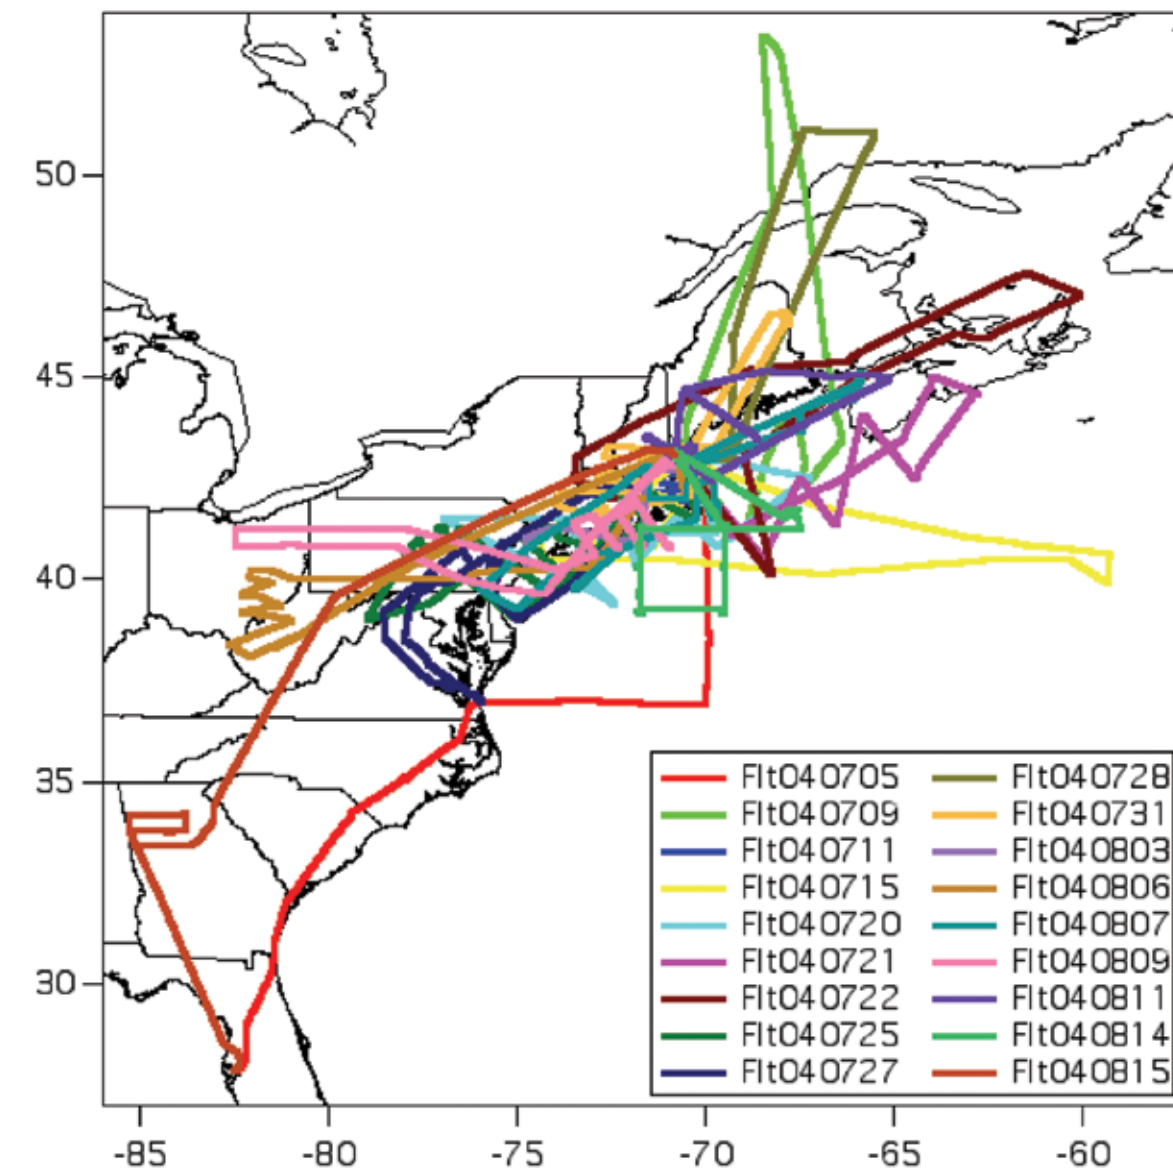 50
45
40
35
30
Flt040705 Flt040728
Flt040709 Flt040731
Flt040711 Flt040803
Flt040715 Flt040806
Flt040720 Flt040807
Flt040721 Flt040809
Flt040722 Flt040811
Flt040725 Flt040814
Flt040727 Flt040815
-85 -80 -75 -70 -65 -60